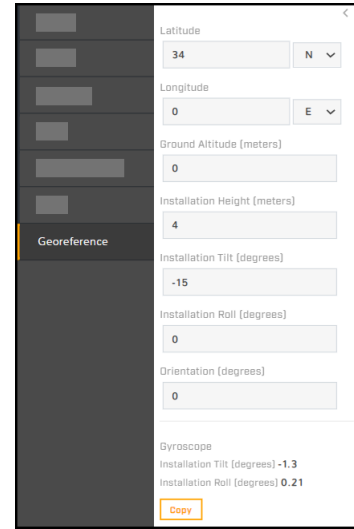 Latitude
34 N
Longitude
0 E
Ground Altitude (meters)
0
Installation Height (meters)
4
Georeference
Installation Tilt (degrees)
-15
Installation Roll (degrees)
0
Orientation (degrees)
0
Gyroscope
Installation Tilt (degrees) -1.3
Installation Roll (degrees) 0.21
Copy